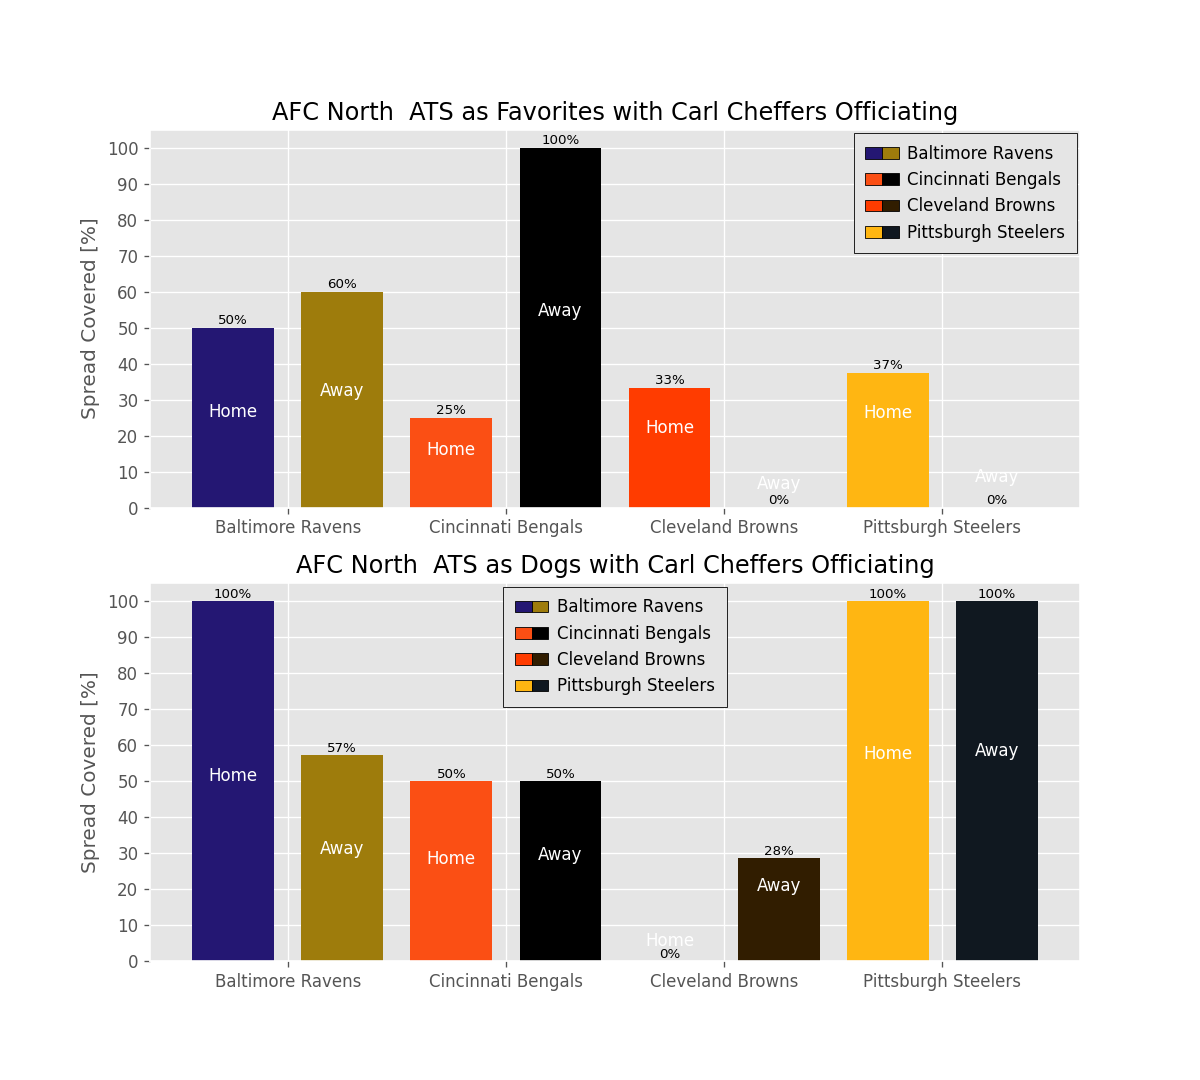 AFC North  ATS as Favorites with Carl Cheffers Officiating
Spread Covered [%]
100
90
80
70
60
50
40
30
20
10
0
50%
60%
25%
100%
33%
0%
37%
0%
Home
Away
Home
Away
Home
Away
Home
Away
Baltimore Ravens
Cincinnati Bengals
Cleveland Browns
Pittsburgh Steelers
Baltimore Ravens
Cincinnati Bengals
Cleveland Browns
Pittsburgh Steelers
AFC North  ATS as Dogs with Carl Cheffers Officiating
Spread Covered [%]
100
90
80
70
60
50
40
30
20
10
0
100%
57%
50%
50%
0%
28%
100%
100%
Home
Away
Home
Away
Home
Away
Home
Away
Baltimore Ravens
Cincinnati Bengals
Cleveland Browns
Pittsburgh Steelers
Baltimore Ravens
Cincinnati Bengals
Cleveland Browns
Pittsburgh Steelers